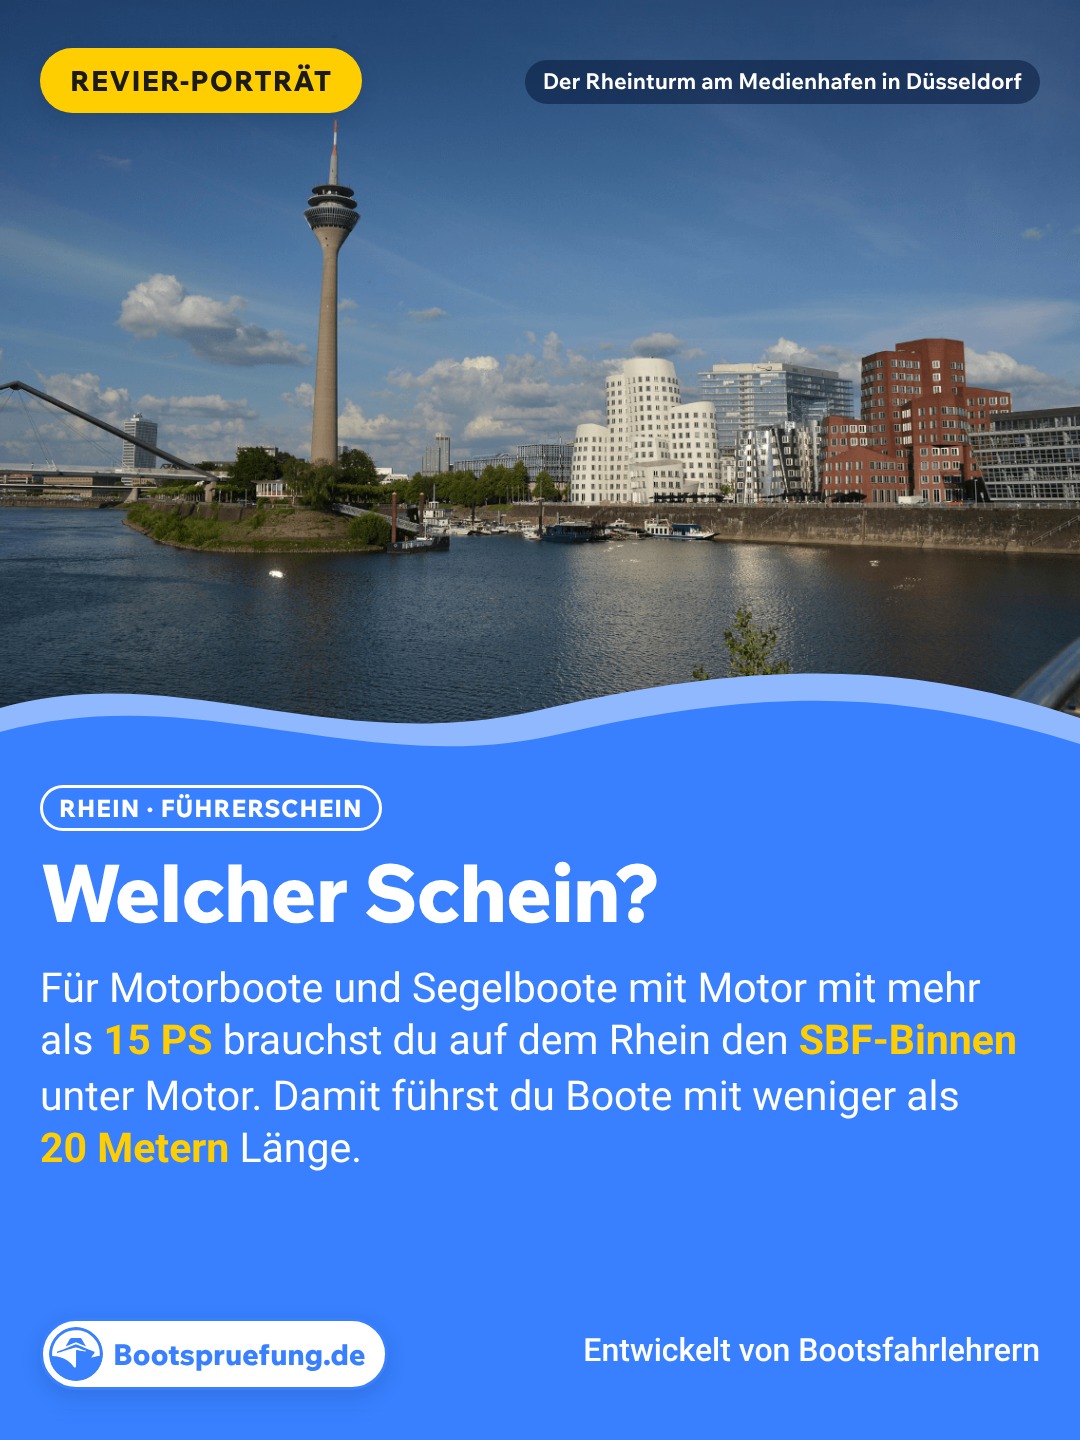 REVIER-PORTRÄT
Der Rheinturm am Medienhafen in Düsseldorf
RHEIN · FÜHRERSCHEIN
Welcher Schein?
Für Motorboote und Segelboote mit Motor mit mehr
als 15 PS brauchst du auf dem Rhein den SBF-Binnen
unter Motor. Damit führst du Boote mit weniger als
20 Metern Länge.
Bootspruefung.de
Entwickelt von Bootsfahrlehrern